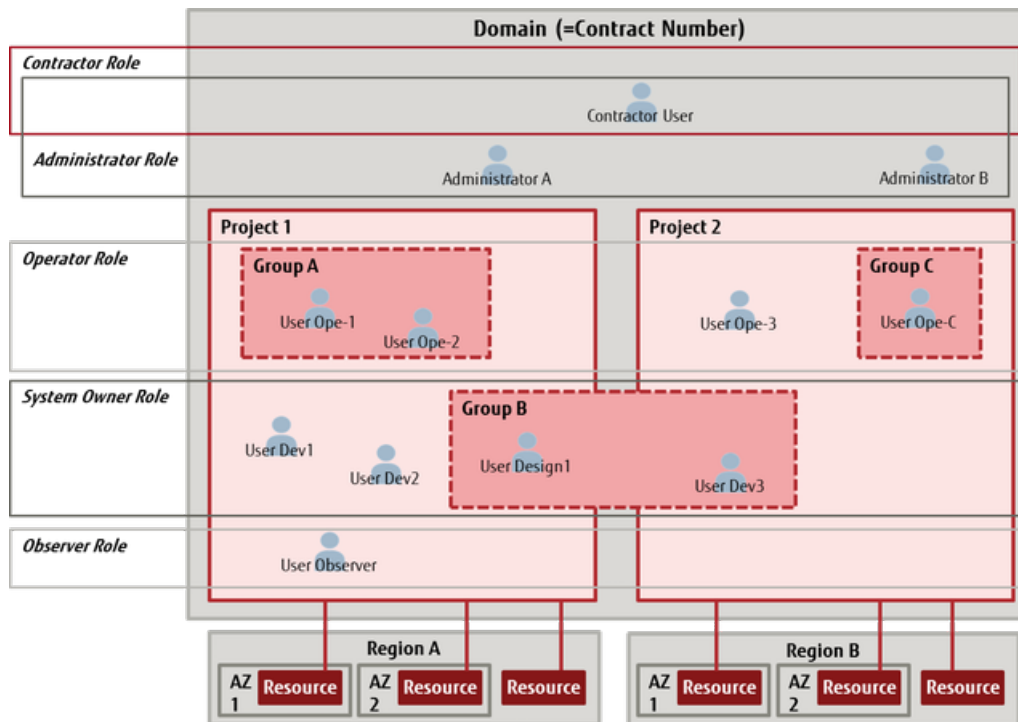 Domain (=Contract Number)
Contractor Role
Contractor User
Administrator Role
Administrator A
Administrator B
Project 1
Project 2
Operator Role
Group A
Group C
User Ope-1
User Ope-2
User Ope-3
User Ope-C
System Owner Role
Group B
User Dev1
User Dev2
User Design1
User Dev3
Observer Role
User Observer
Region A
Region B
AZ
1
Resource
AZ
2
Resource
Resource
AZ
1
Resource
AZ
2
Resource
Resource